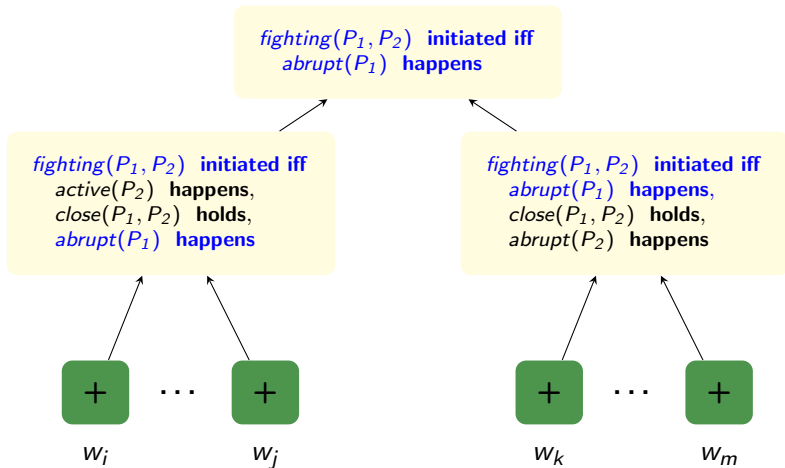 fighting(P₁, P₂) initiated iff
abrupt(P₁) happens
fighting(P₁, P₂) initiated iff
active(P₂) happens,
close(P₁, P₂) holds,
abrupt(P₁) happens
fighting(P₁, P₂) initiated iff
abrupt(P₁) happens,
close(P₁, P₂) holds,
abrupt(P₂) happens
+ ... + + ... +
wᵢ wⱼ wₖ wₘ